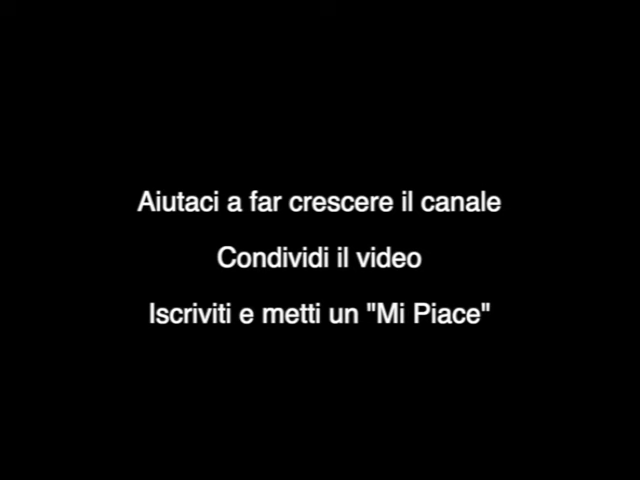 Aiutaci a far crescere il canale
Condividi il video
Iscriviti e metti un "Mi Piace"